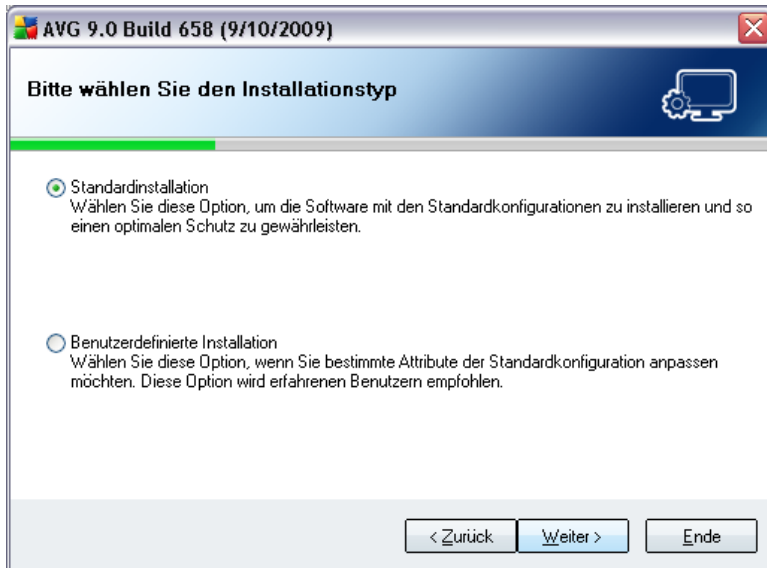 AVG 9.0 Build 658 (9/10/2009)
Bitte wählen Sie den Installationstyp
Standardinstallation
Wählen Sie diese Option, um die Software mit den Standardkonfigurationen zu installieren und so
einen optimalen Schutz zu gewährleisten.
Benutzerdefinierte Installation
Wählen Sie diese Option, wenn Sie bestimmte Attribute der Standardkonfiguration anpassen
möchten. Diese Option wird erfahrenen Benutzern empfohlen.
< Zurück Weiter > Ende